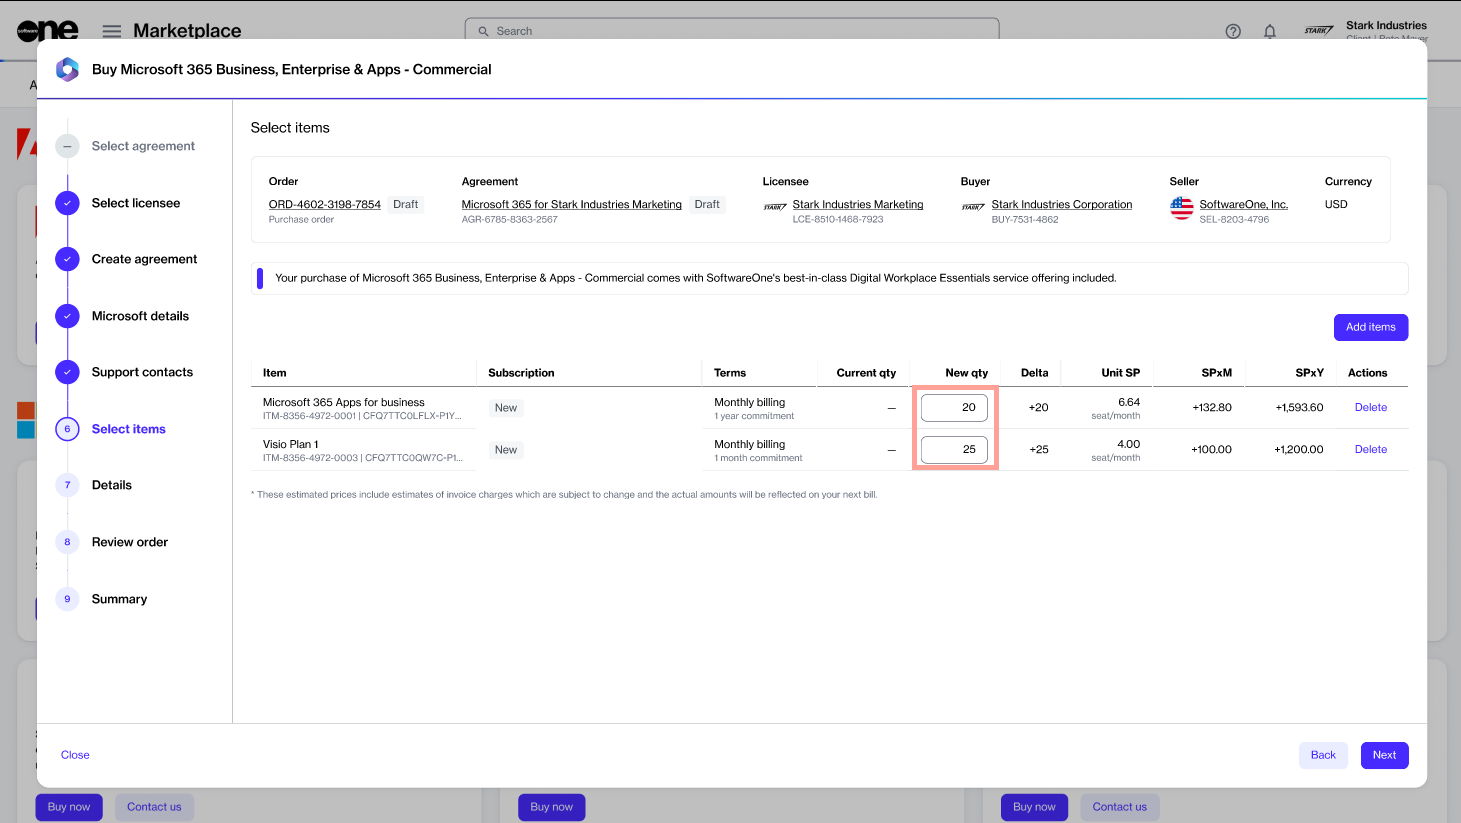 software one
Marketplace
Search
Stark Industries
STARK
Buy Microsoft 365 Business, Enterprise & Apps - Commercial
Select agreement
Select licensee
Create agreement
Microsoft details
Support contacts
6 Select items
7 Details
8 Review order
9 Summary
Select items
Order Agreement Licensee Buyer Seller Currency
ORD-4602-3198-7854 Draft Microsoft 365 for Stark Industries Marketing Draft STARK Stark Industries Marketing STARK Stark Industries Corporation SoftwareOne, Inc. USD
Purchase order AGR-6785-8363-2567 LCE-8510-1468-7923 BUY-7531-4862 SEL-8203-4796
Your purchase of Microsoft 365 Business, Enterprise & Apps - Commercial comes with SoftwareOne's best-in-class Digital Workplace Essentials service offering included.
Add items
Item Subscription Terms Current qty New qty Delta Unit SP SPxM SPxY Actions
Microsoft 365 Apps for business New Monthly billing — 20 +20 6.64 +132.80 +1,593.60 Delete
ITM-8356-4972-0001 | CFQ7TTC0LFLX-P1Y... 1 year commitment seat/month
Visio Plan 1 New Monthly billing — 25 +25 4.00 +100.00 +1,200.00 Delete
ITM-8356-4972-0003 | CFQ7TTC0QW7C-P1... 1 month commitment seat/month
* These estimated prices include estimates of invoice charges which are subject to change and the actual amounts will be reflected on your next bill.
Close Back Next
Buy now Contact us Buy now Buy now Contact us